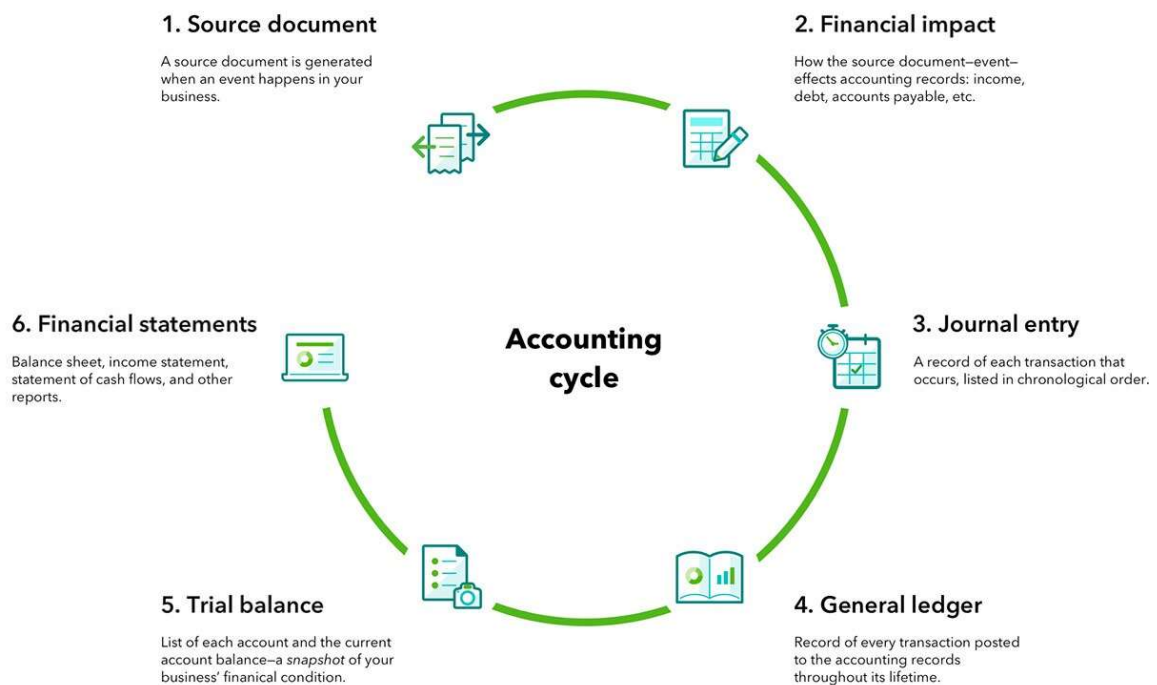 1. Source document
A source document is generated
when an event happens in your
business.
2. Financial impact
How the source document—event—
effects accounting records: income,
debt, accounts payable, etc.
3. Journal entry
A record of each transaction that
occurs, listed in chronological order.
4. General ledger
Record of every transaction posted
to the accounting records
throughout its lifetime.
5. Trial balance
List of each account and the current
account balance—a snapshot of your
business' finanical condition.
6. Financial statements
Balance sheet, income statement,
statement of cash flows, and other
reports.
Accounting
cycle